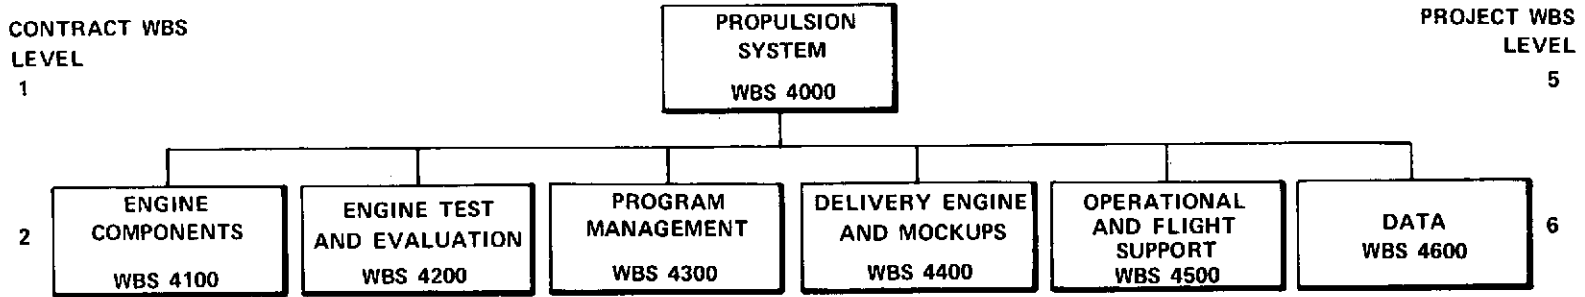 CONTRACT WBS
LEVEL
1
PROPULSION
SYSTEM
WBS 4000
PROJECT WBS
LEVEL
5
2
ENGINE
COMPONENTS
WBS 4100
ENGINE TEST
AND EVALUATION
WBS 4200
PROGRAM
MANAGEMENT
WBS 4300
DELIVERY ENGINE
AND MOCKUPS
WBS 4400
OPERATIONAL
AND FLIGHT
SUPPORT
WBS 4500
DATA
WBS 4600
6